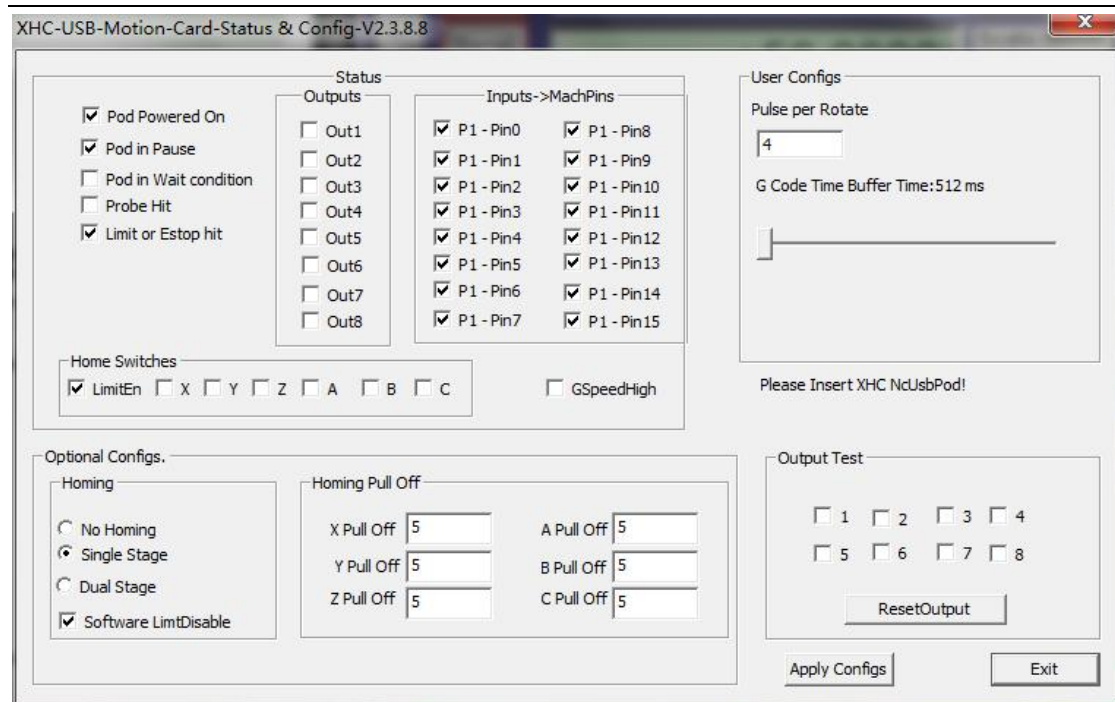 XHC-USB-Motion-Card-Status & Config-V2.3.8.8
Status
Pod Powered On
Pod in Pause
Pod in Wait condition
Probe Hit
Limit or Estop hit
Outputs
Out1
Out2
Out3
Out4
Out5
Out6
Out7
Out8
Inputs->MachPins
P1 - Pin0 P1 - Pin8
P1 - Pin1 P1 - Pin9
P1 - Pin2 P1 - Pin10
P1 - Pin3 P1 - Pin11
P1 - Pin4 P1 - Pin12
P1 - Pin5 P1 - Pin13
P1 - Pin6 P1 - Pin14
P1 - Pin7 P1 - Pin15
Home Switches
LimitEn X Y Z A B C
GSpeedHigh
User Configs
Pulse per Rotate
4
G Code Time Buffer Time:512 ms
Please Insert XHC NcUsbPod!
Optional Configs.
Homing
No Homing
Single Stage
Dual Stage
Software LimtDisable
Homing Pull Off
X Pull Off 5 A Pull Off 5
Y Pull Off 5 B Pull Off 5
Z Pull Off 5 C Pull Off 5
Output Test
1 2 3 4
5 6 7 8
ResetOutput
Apply Configs Exit